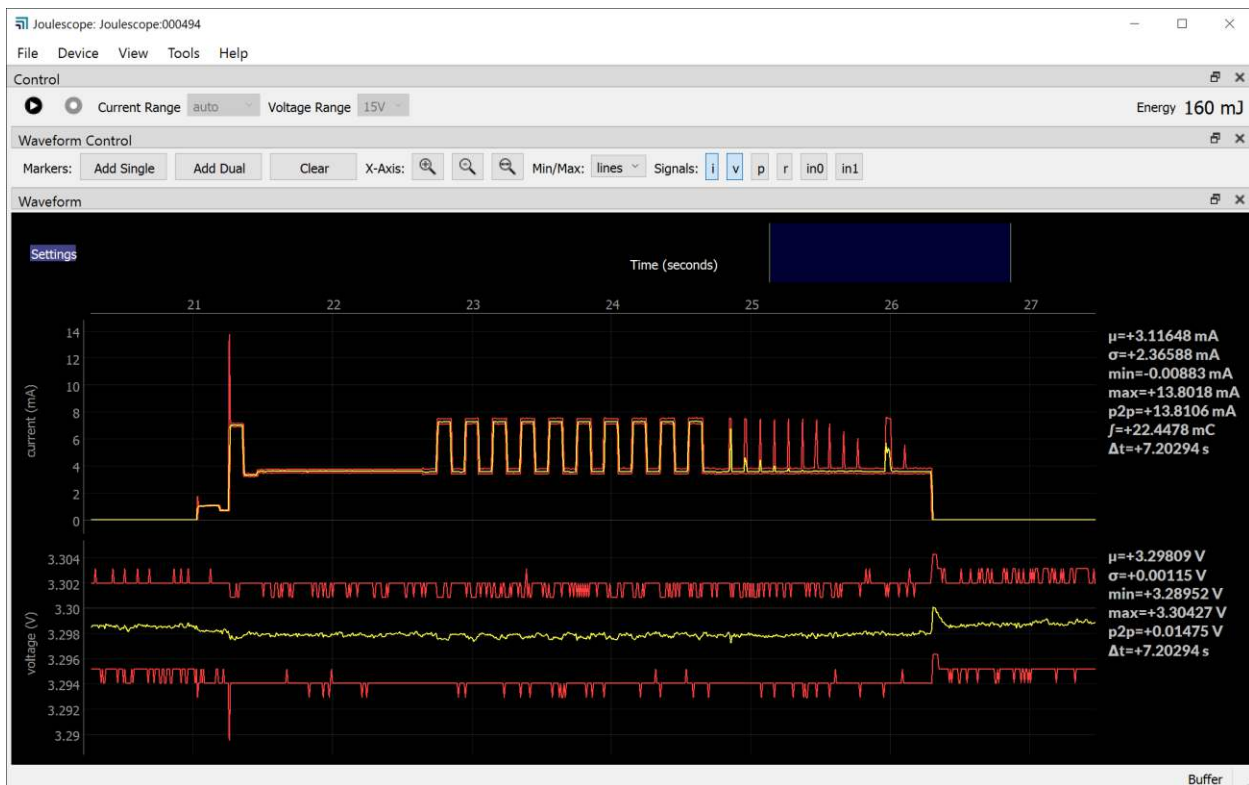 Joulescope: Joulescope:000494
File Device View Tools Help
Control
Current Range auto Voltage Range 15V Energy 160 mJ
Waveform Control
Markers: Add Single Add Dual Clear X-Axis: Min/Max: lines Signals: i v p r in0 in1
Waveform
Settings
Time (seconds)
21 22 23 24 25 26 27
current (mA)
14
12
10
8
6
4
2
0
μ=+3.11648 mA
σ=+2.36588 mA
min=-0.00883 mA
max=+13.8018 mA
p2p=+13.8106 mA
∫=+22.4478 mC
Δt=+7.20294 s
voltage (V)
3.304
3.302
3.30
3.298
3.296
3.294
3.292
3.29
μ=+3.29809 V
σ=+0.00115 V
min=+3.28952 V
max=+3.30427 V
p2p=+0.01475 V
Δt=+7.20294 s
Buffer